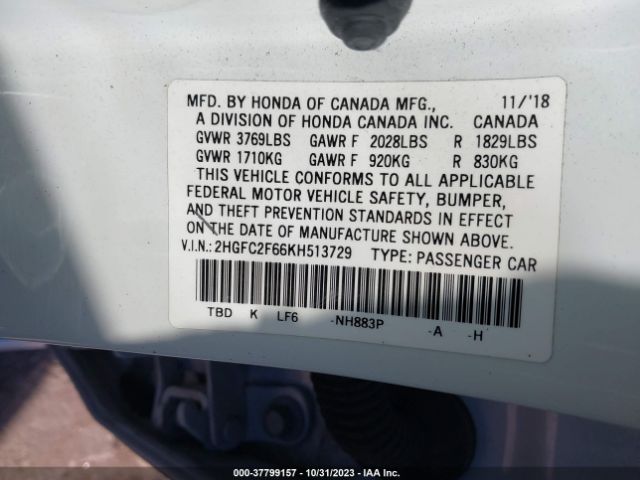 MFD. BY HONDA OF CANADA MFG., 11/'18
A DIVISION OF HONDA CANADA INC. CANADA
GVWR 3769LBS GAWR F 2028LBS R 1829LBS
GVWR 1710KG GAWR F 920KG R 830KG
THIS VEHICLE CONFORMS TO ALL APPLICABLE
FEDERAL MOTOR VEHICLE SAFETY, BUMPER,
AND THEFT PREVENTION STANDARDS IN EFFECT
ON THE DATE OF MANUFACTURE SHOWN ABOVE.
V.I.N.: 2HGFC2F66KH513729 TYPE: PASSENGER CAR
TBD K LF6 -NH883P -A -H
000-37799157 - 10/31/2023 - IAA Inc.